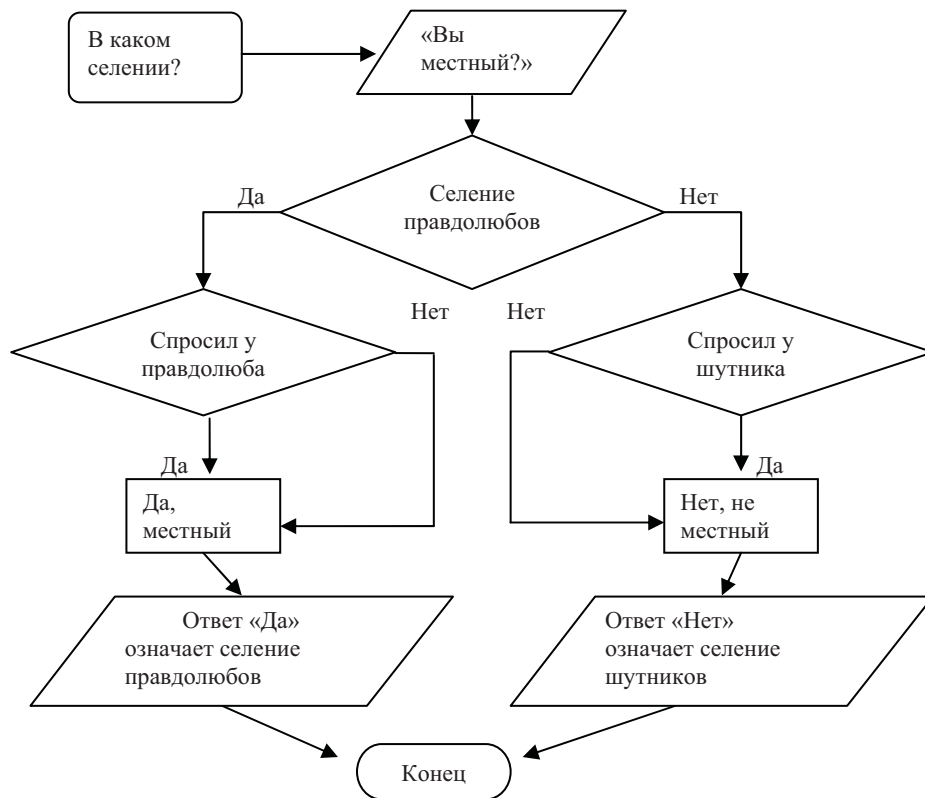 В каком
селении?
«Вы
местный?»
Да
Селение
правдолюбов
Нет
Нет
Нет
Спросил у
правдолюба
Спросил у
шутника
Да
Да
Да,
местный
Нет, не
местный
Ответ «Да»
означает селение
правдолюбов
Ответ «Нет»
означает селение
шутников
Конец